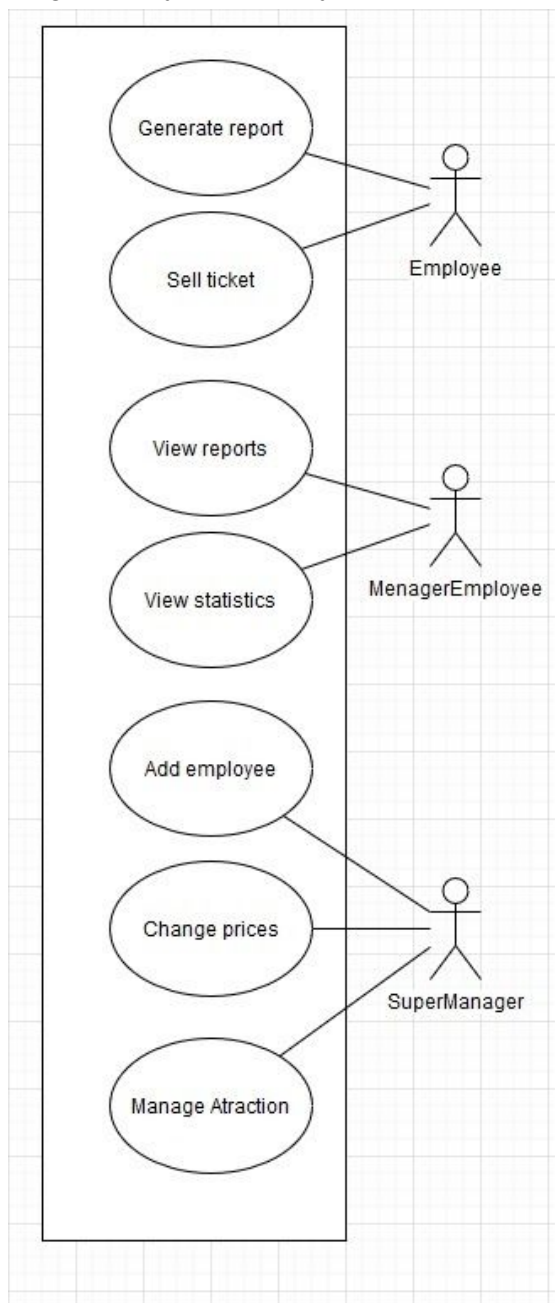 Generate report
Sell ticket
Employee
View reports
View statistics
MenagerEmployee
Add employee
Change prices
SuperManager
Manage Atraction